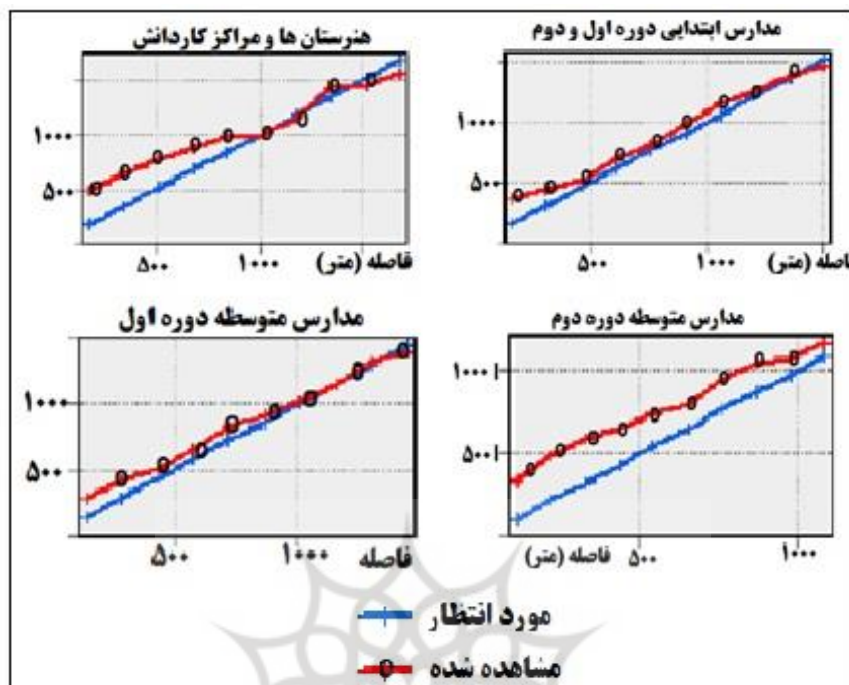 مدارس ابتدایی دوره اول و دوم
۱۰۰۰
۵۰۰
۵۰۰
۱۰۰۰
فاصله (متر)
هنرستان ها و مراکز کاردانش
۱۰۰۰
۵۰۰
۵۰۰
۱۰۰۰
فاصله (متر)
مدارس متوسطه دوره دوم
۱۰۰۰
۵۰۰
فاصله (متر)
۵۰۰
۱۰۰۰
مدارس متوسطه دوره اول
۱۰۰۰
۵۰۰
۵۰۰
۱۰۰۰
فاصله
مورد انتظار
مشاهده شده